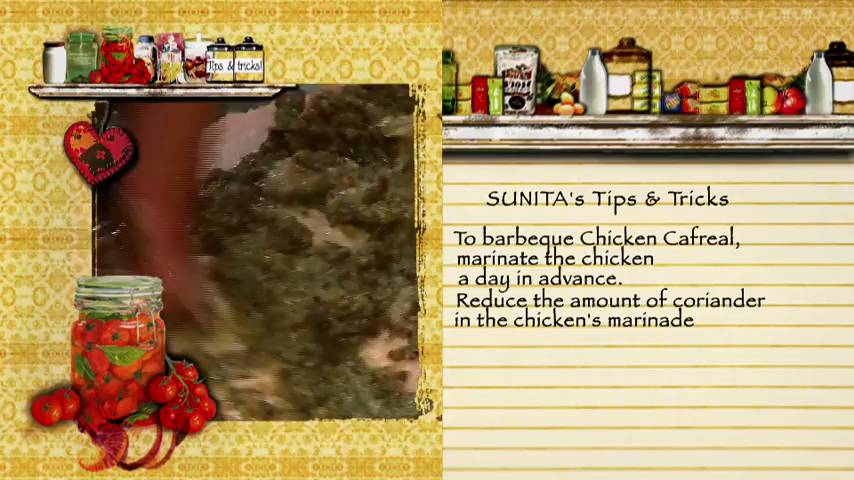 Tips & tricks!
SUNITA's Tips & Tricks
To barbeque Chicken Cafreal,
marinate the chicken
a day in advance.
Reduce the amount of coriander
in the chicken's marinade